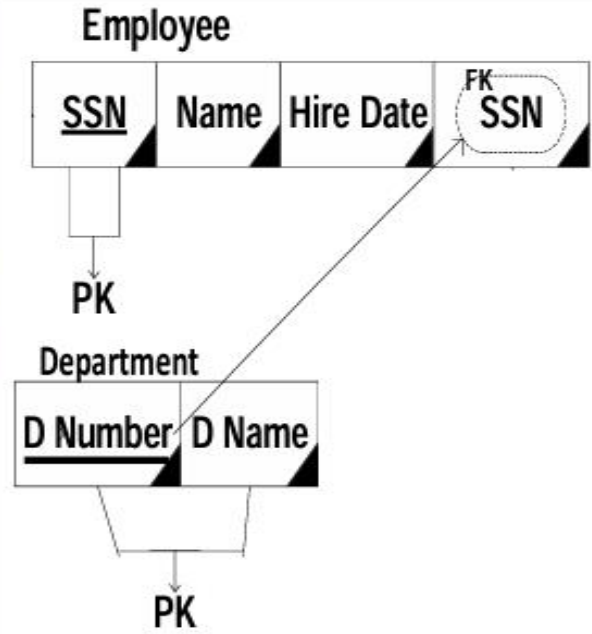 Employee
FK
SSN Name Hire Date SSN
PK
Department
D Number D Name
PK